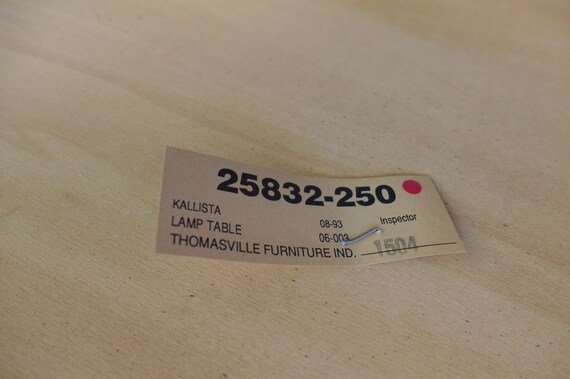 25832-250
KALLISTA
LAMP TABLE 08-93 Inspector
THOMASVILLE FURNITURE IND. 06-003 1504